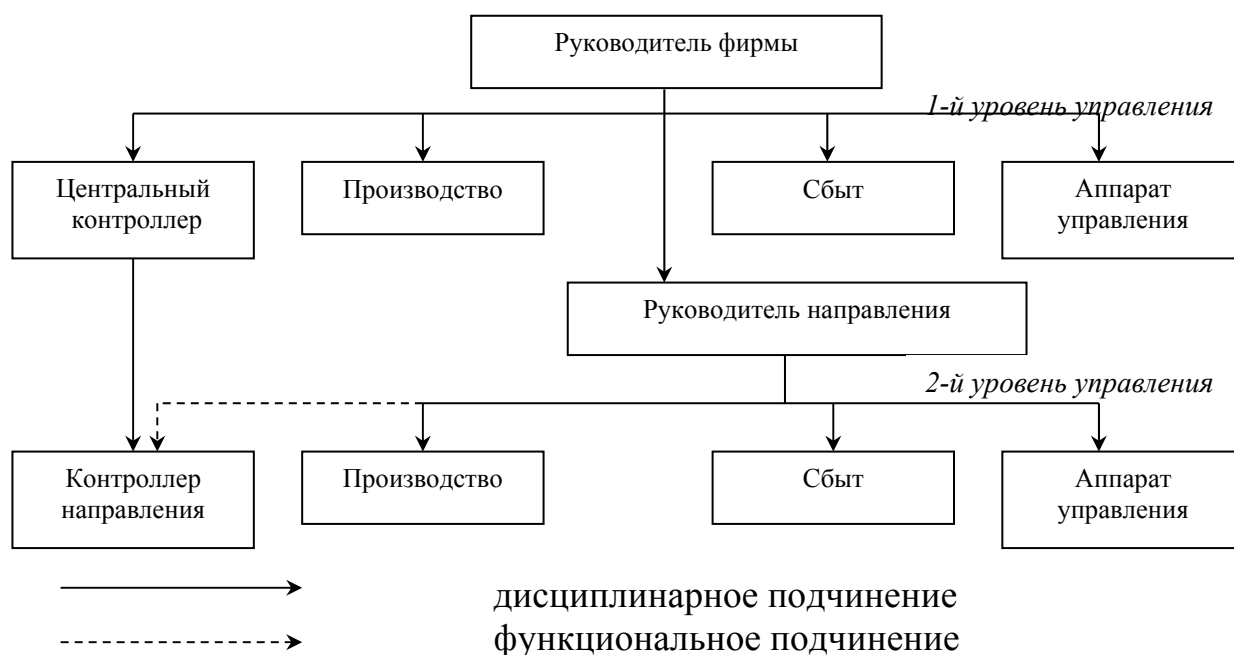 Руководитель фирмы
1-й уровень управления
Центральный
контроллер
Производство
Сбыт
Аппарат
управления
Руководитель направления
2-й уровень управления
Контроллер
направления
Производство
Сбыт
Аппарат
управления
дисциплинарное подчинение
функциональное подчинение